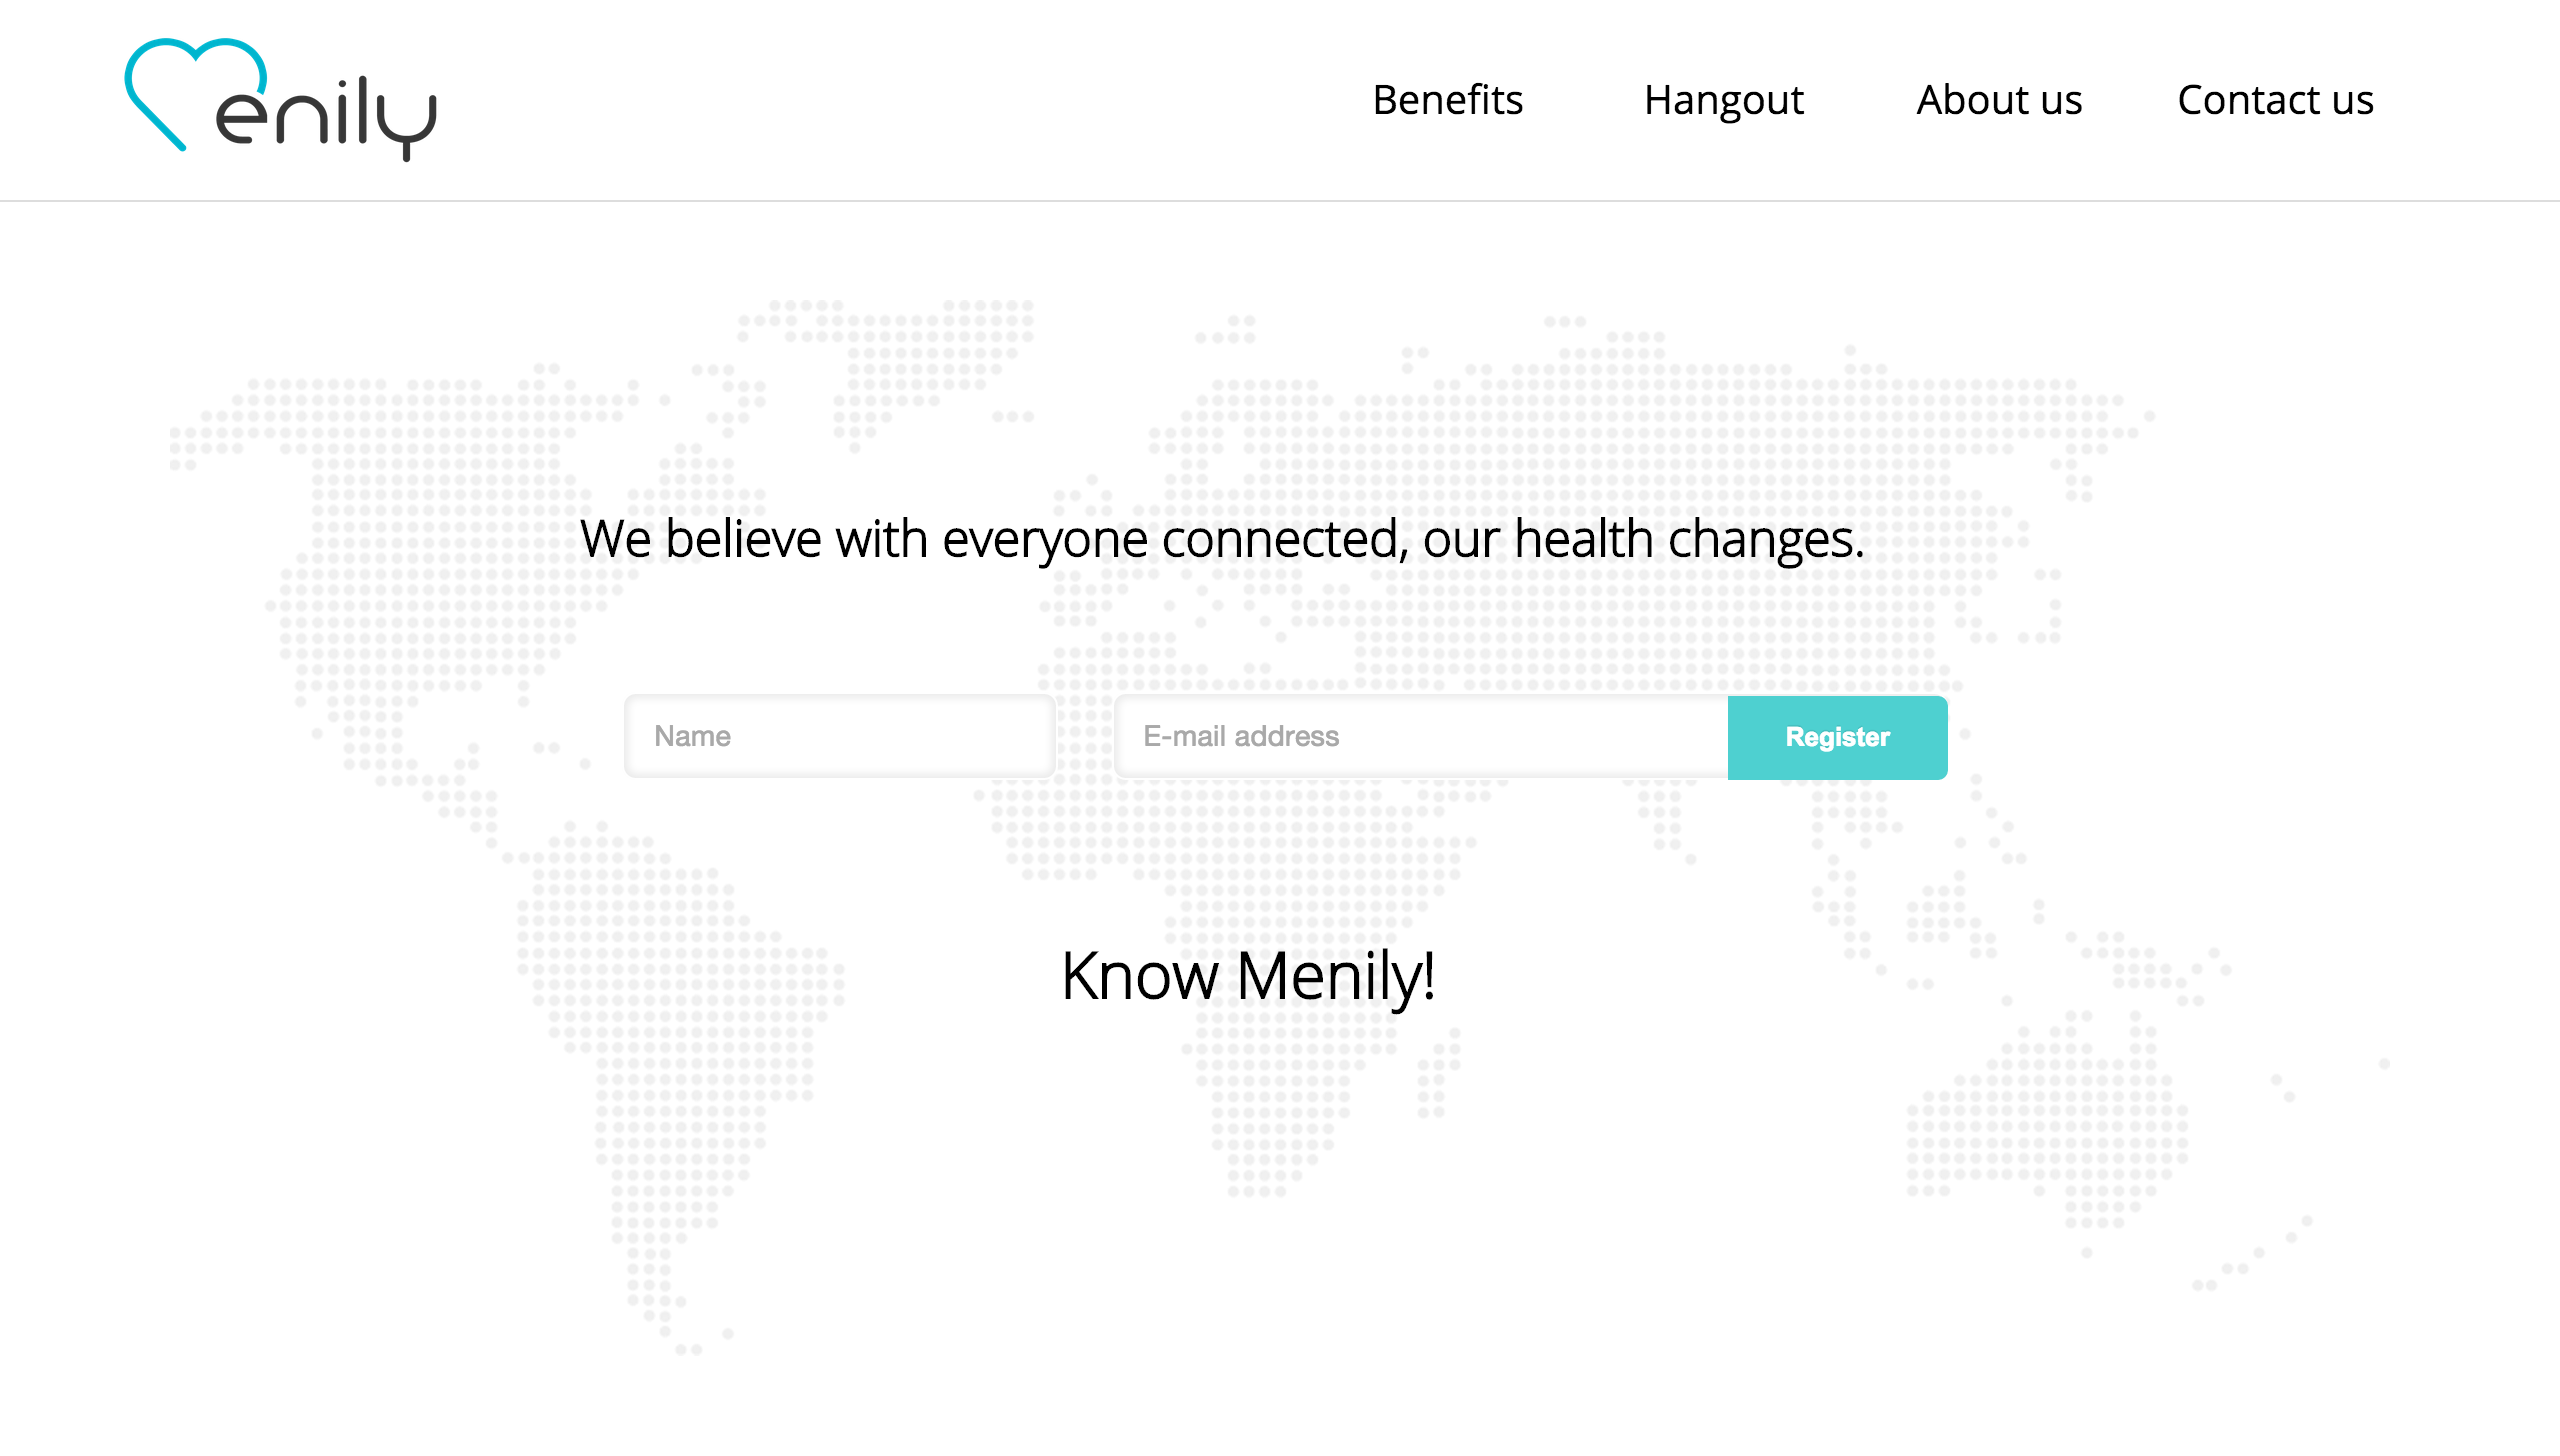 Menily
Benefits
Hangout
About us
Contact us
We believe with everyone connected, our health changes.
Name
E-mail address
Register
Know Menily!